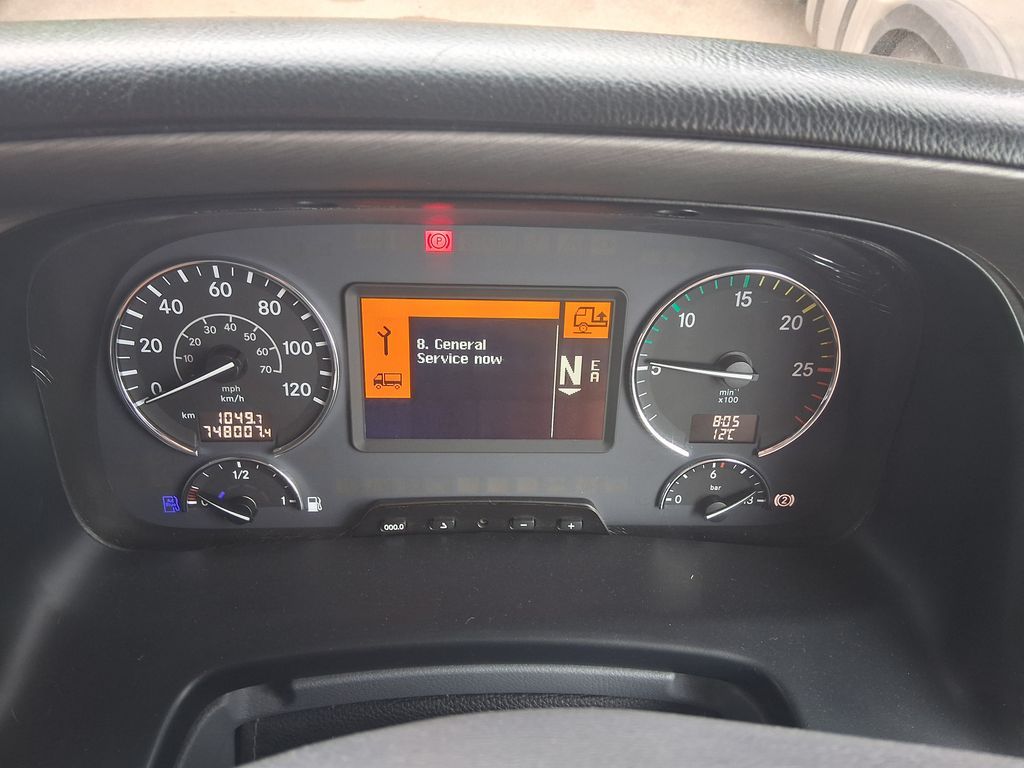 P
0 20 40 60 80 100 120
10 30 40 50 60 70
mph
km/h
km
1049.7
748007.4
8. General
Service now
N
E
A
5 10 15 20 25
min⁻¹
x100
8:05
12°C
0 1/2 1
000.0
- +
0 6
bar
2